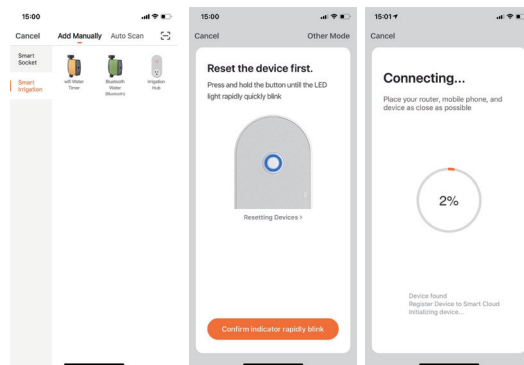 15:00
Cancel Add Manually Auto Scan
Smart
Socket
Smart
Irrigation
wifi Water
Timer
Bluetooth
Water
(Bluetooth)
Irrigation
Hub
15:00
Cancel Other Mode
Reset the device first.
Press and hold the button untill the LED
light rapidly quickly blink
Resetting Devices >
Confirm indicator rapidly blink
15:01
Cancel
Connecting...
Place your router, mobile phone, and
device as close as possible
2%
Device found
Register Device to Smart Cloud
Initializing device...